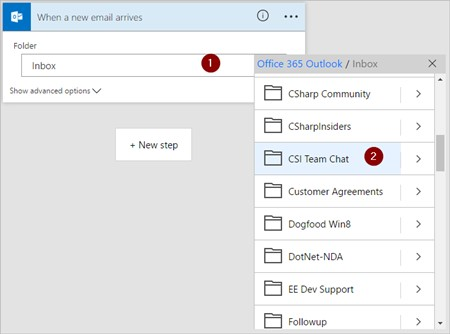 When a new email arrives
Folder
Inbox
1
Show advanced options
+ New step
Office 365 Outlook / Inbox
CSharp Community
CSharpInsiders
CSI Team Chat
2
Customer Agreements
Dogfood Win8
DotNet-NDA
EE Dev Support
Followup